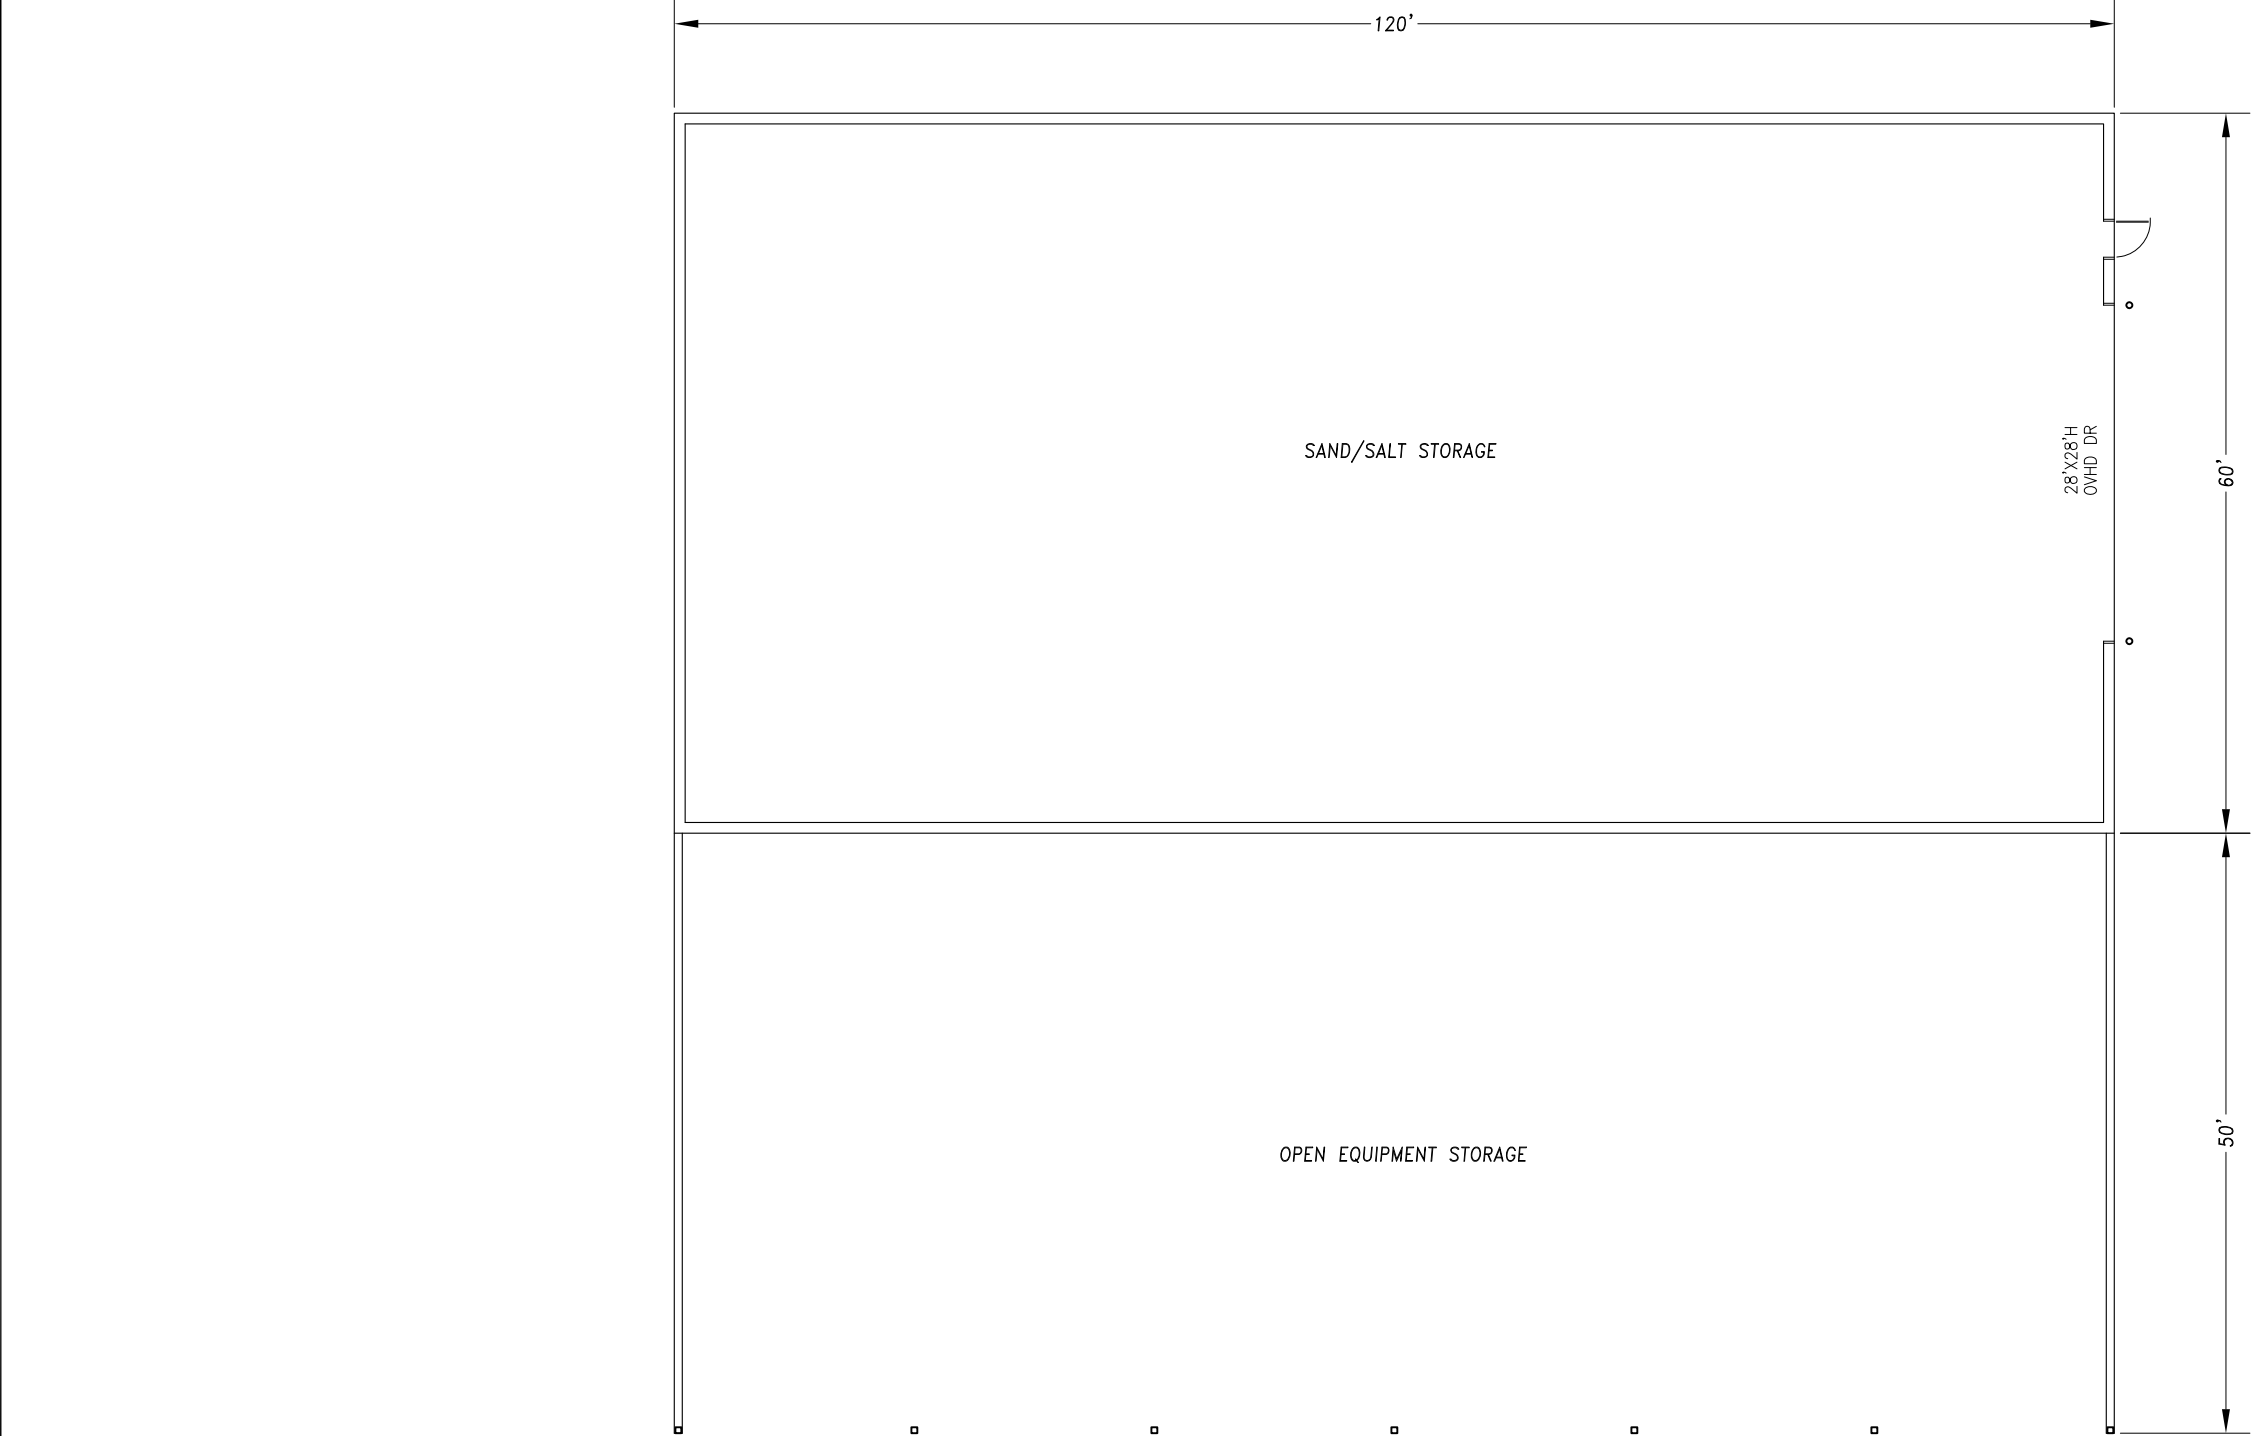 120'
SAND/SALT STORAGE
28'X28'H
OVHD DR
60'
OPEN EQUIPMENT STORAGE
50'